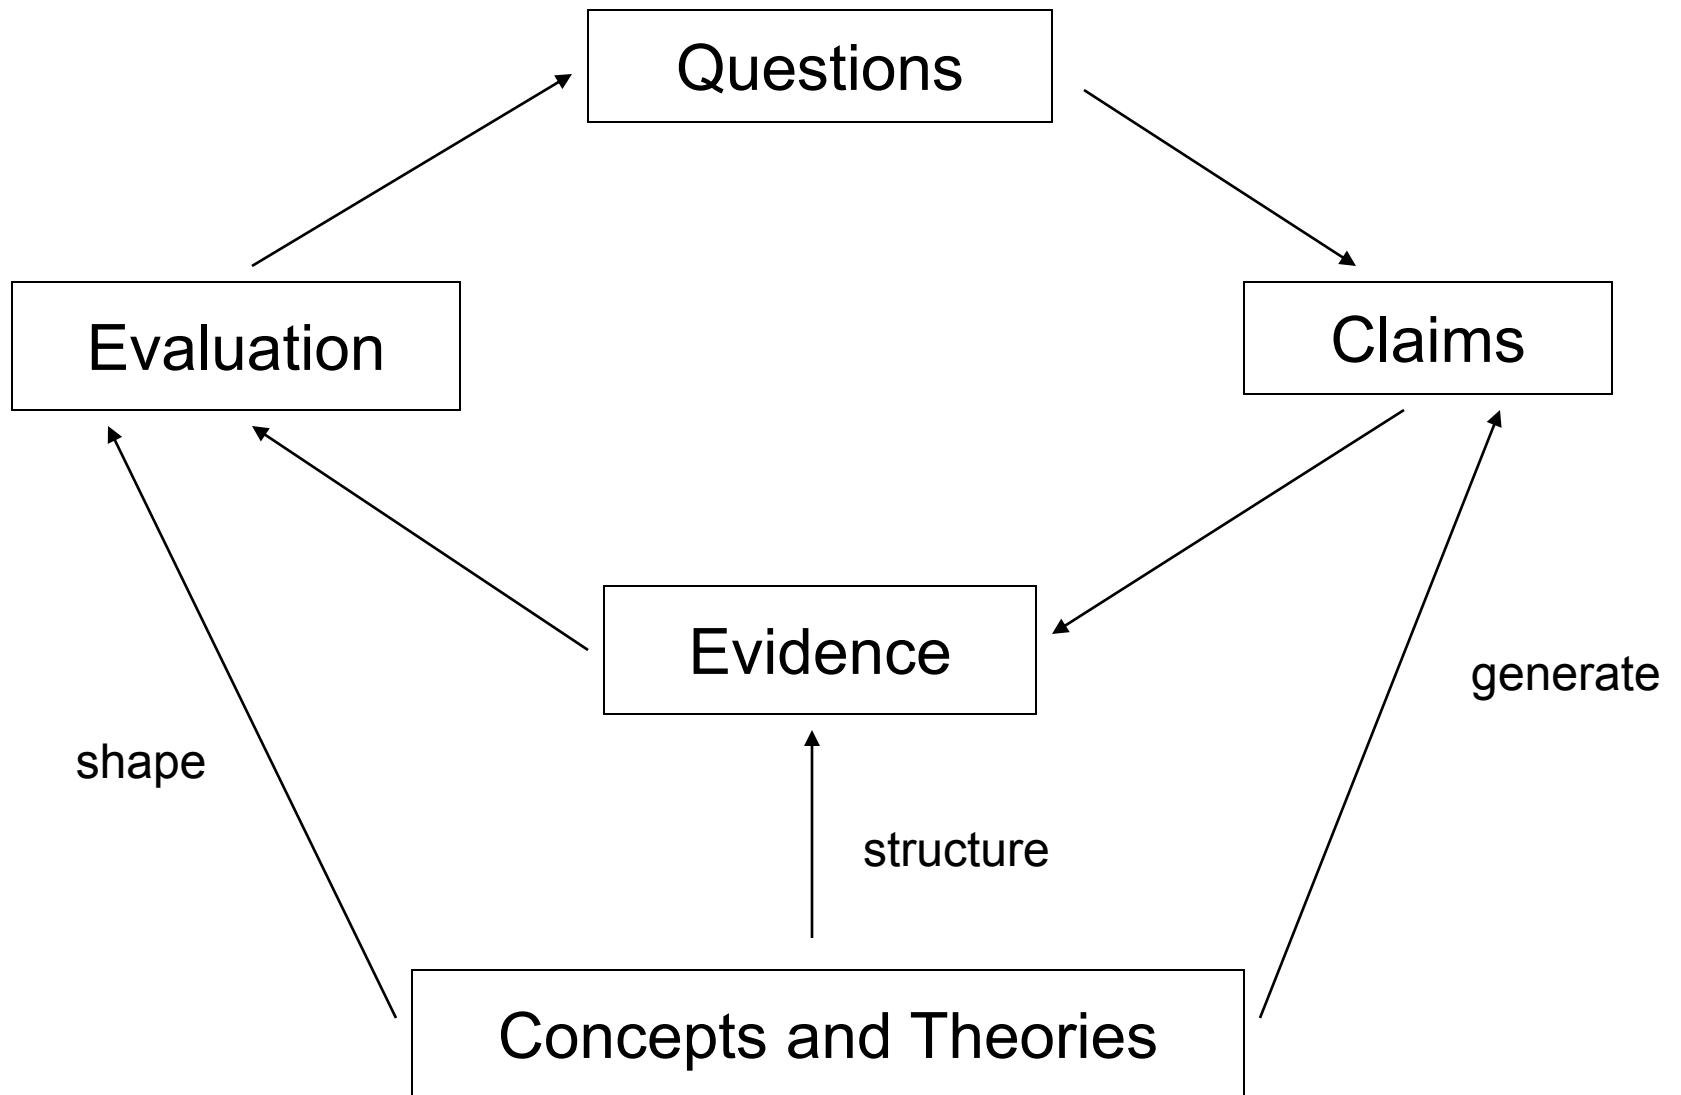 Questions
Evaluation
Claims
Evidence
generate
shape
structure
Concepts and Theories